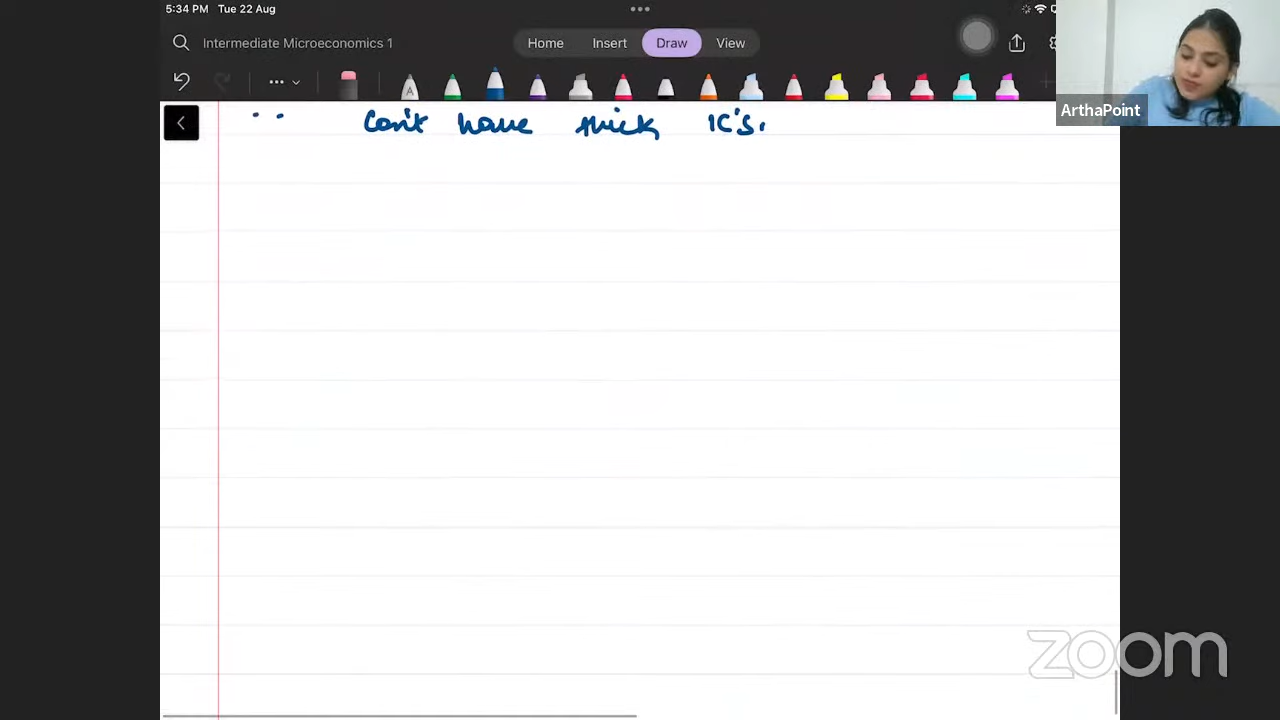 5:34 PM Tue 22 Aug
Intermediate Microeconomics 1
Home Insert Draw View
A
ArthaPoint
∴ Can't have thick IC's.
zoom